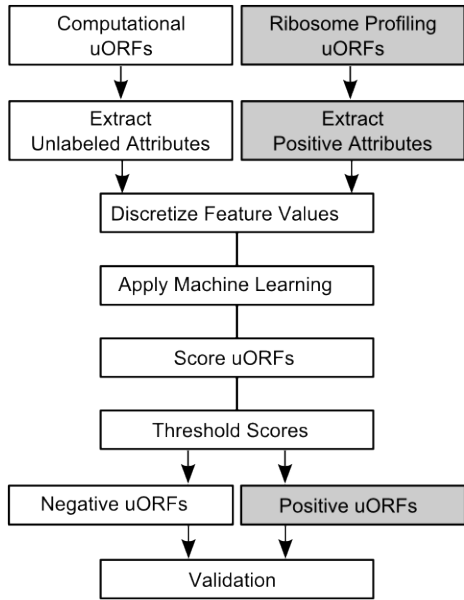 Computational
uORFs
Ribosome Profiling
uORFs
Extract
Unlabeled Attributes
Extract
Positive Attributes
Discretize Feature Values
Apply Machine Learning
Score uORFs
Threshold Scores
Negative uORFs
Positive uORFs
Validation